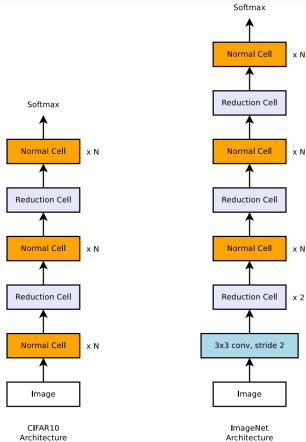 Softmax
Normal Cell
x N
Reduction Cell
Normal Cell
x N
Reduction Cell
Normal Cell
x N
Image
CIFAR10
Architecture
Softmax
Normal Cell
x N
Reduction Cell
Normal Cell
x N
Reduction Cell
Normal Cell
x N
Reduction Cell
x 2
3x3 conv, stride 2
Image
ImageNet
Architecture